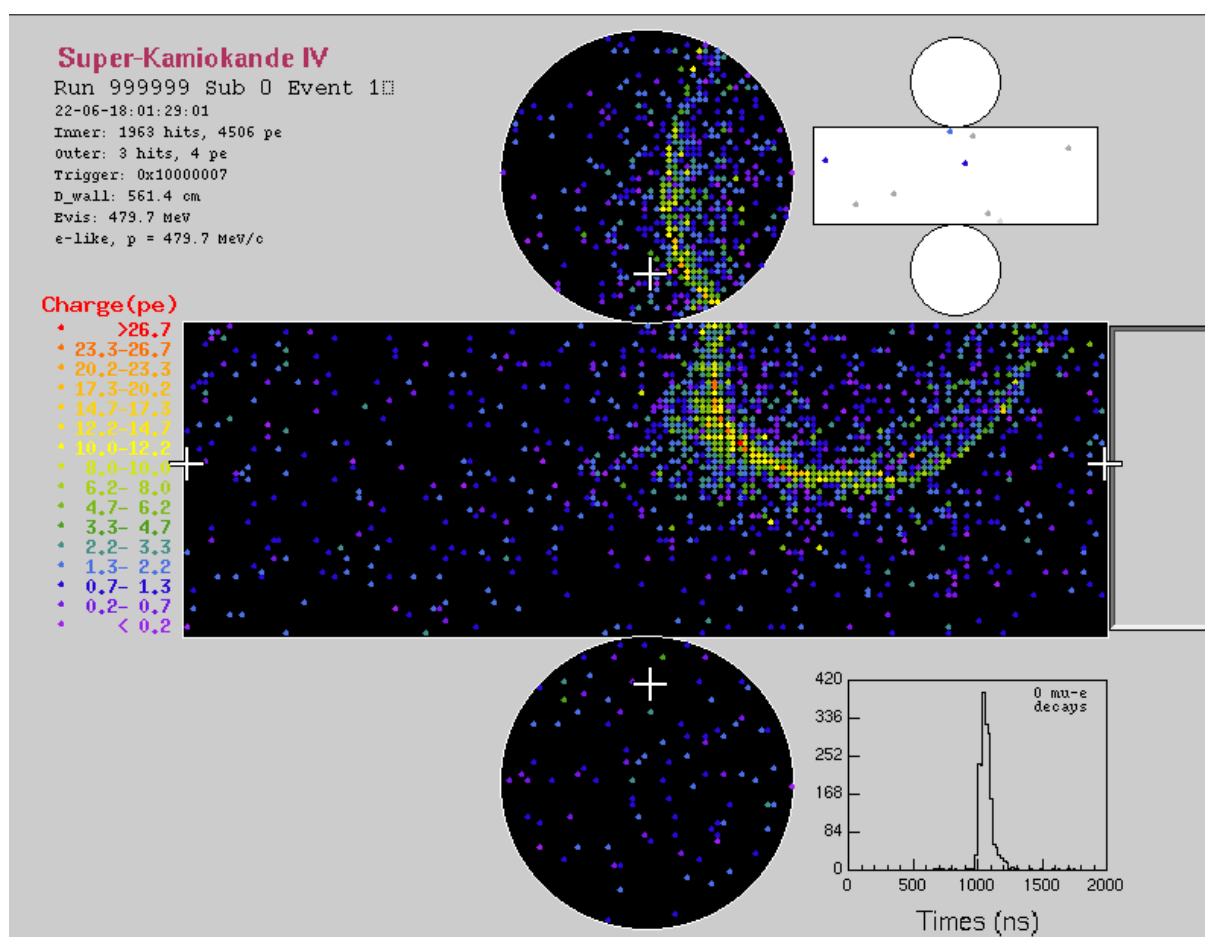 Super-Kamiokande IV
Run 999999 Sub 0 Event 1
22-06-18:01:29:01
Inner: 1963 hits, 4506 pe
Outer: 3 hits, 4 pe
Trigger: 0x10000007
D_wall: 561.4 cm
Evis: 479.7 MeV
e-like, p = 479.7 MeV/c
Charge(pe)
>26.7
23.3-26.7
20.2-23.3
17.3-20.2
14.7-17.3
12.2-14.7
10.0-12.2
8.0-10.0
6.2- 8.0
4.7- 6.2
3.3- 4.7
2.2- 3.3
1.3- 2.2
0.7- 1.3
0.2- 0.7
< 0.2
0 mu-e
decays
420
336
252
168
84
0
0 500 1000 1500 2000
Times (ns)